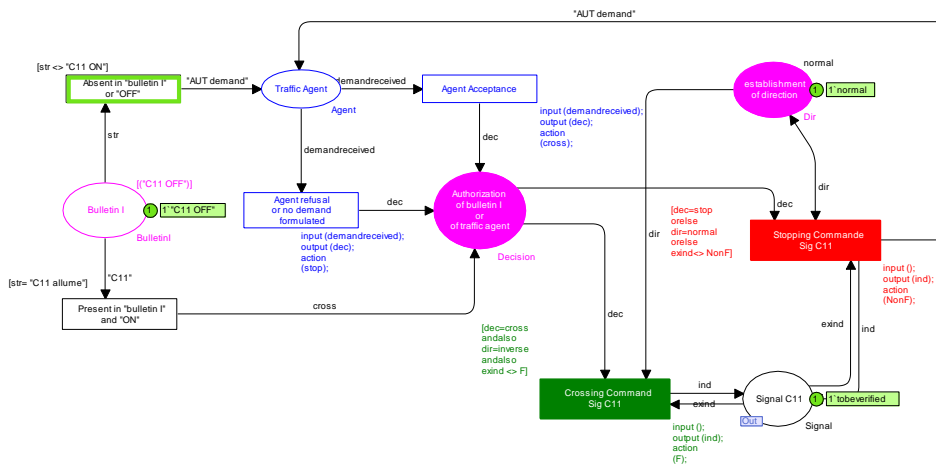 "AUT demand"
[str <> "C11 ON"]
Absent in "bulletin I"
or "OFF"
"AUT demand"
Traffic Agent
Agent
demandreceived
Agent Acceptance
input (demandreceived);
output (dec);
action
(cross);
normal
establishment
of direction
1
1`normal
Dir
str
demandreceived
dec
dir
[("C11 OFF")]
Bulletin I
1
1`"C11 OFF"
BulletinI
Agent refusal
or no demand
formulated
dec
input (demandreceived);
output (dec);
action
(stop);
Authorization
of bulletin I
or
of traffic agent
Decision
dir
[dec=stop
orelse
dir=normal
orelse
exind<> NonF]
dec
Stopping Commande
Sig C11
input ();
output (ind);
action
(NonF);
[str= "C11 allume"]
"C11"
Present in "bulletin I"
and "ON"
cross
dec
exind
ind
[dec=cross
andalso
dir=inverse
andalso
exind <> F]
Crossing Command
Sig C11
ind
exind
Signal C11
1
1`tobeverified
Out
Signal
input ();
output (ind);
action
(F);